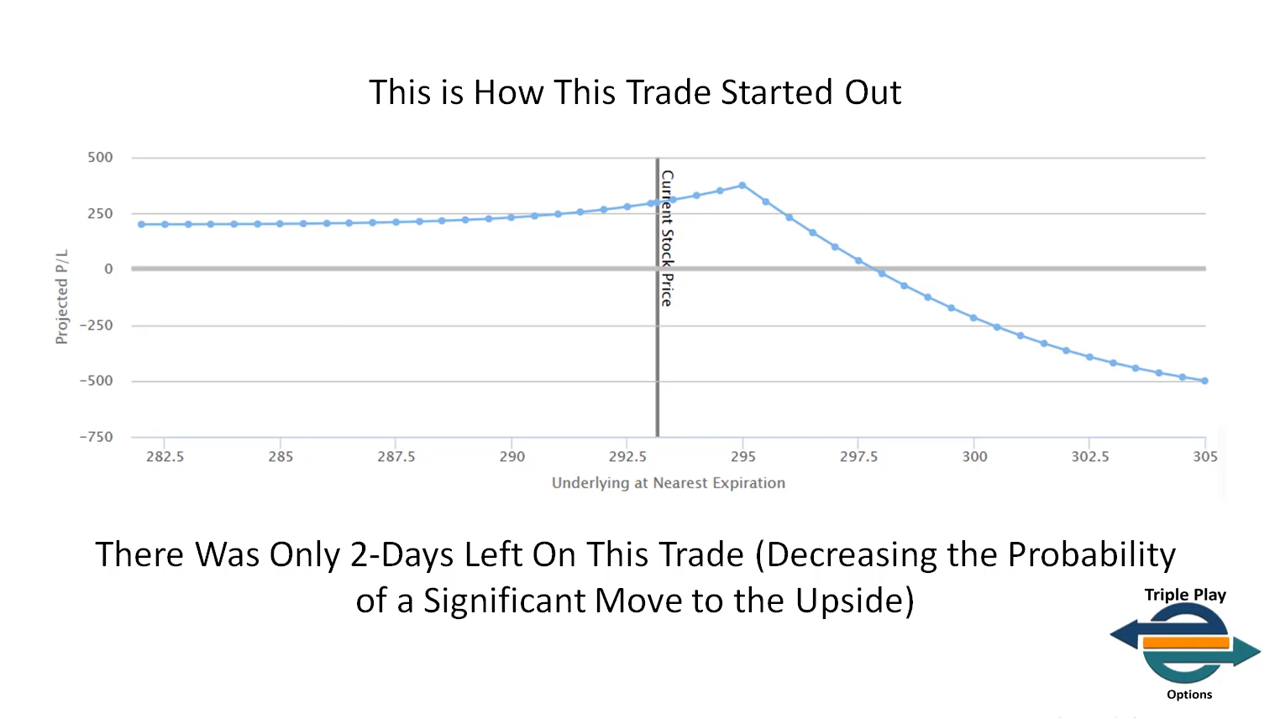 This is How This Trade Started Out
500
250
0
-250
-500
-750
Projected P/L
Current Stock Price
282.5 285 287.5 290 292.5 295 297.5 300 302.5 305
Underlying at Nearest Expiration
There Was Only 2-Days Left On This Trade (Decreasing the Probability
of a Significant Move to the Upside)
Triple Play
Options